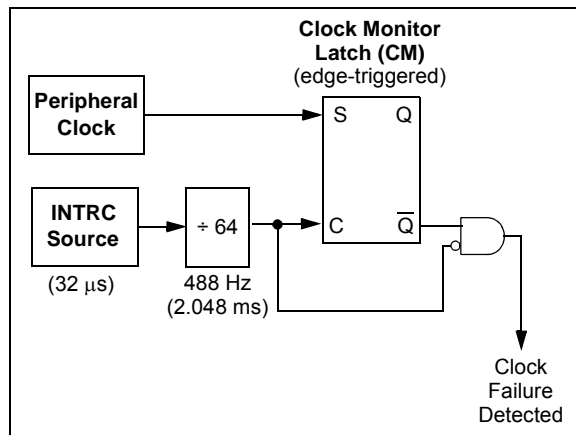 Clock Monitor
Latch (CM)
(edge-triggered)
Peripheral
Clock
S
Q
INTRC
Source
÷ 64
C
Q̅
(32 μs)
488 Hz
(2.048 ms)
Clock
Failure
Detected